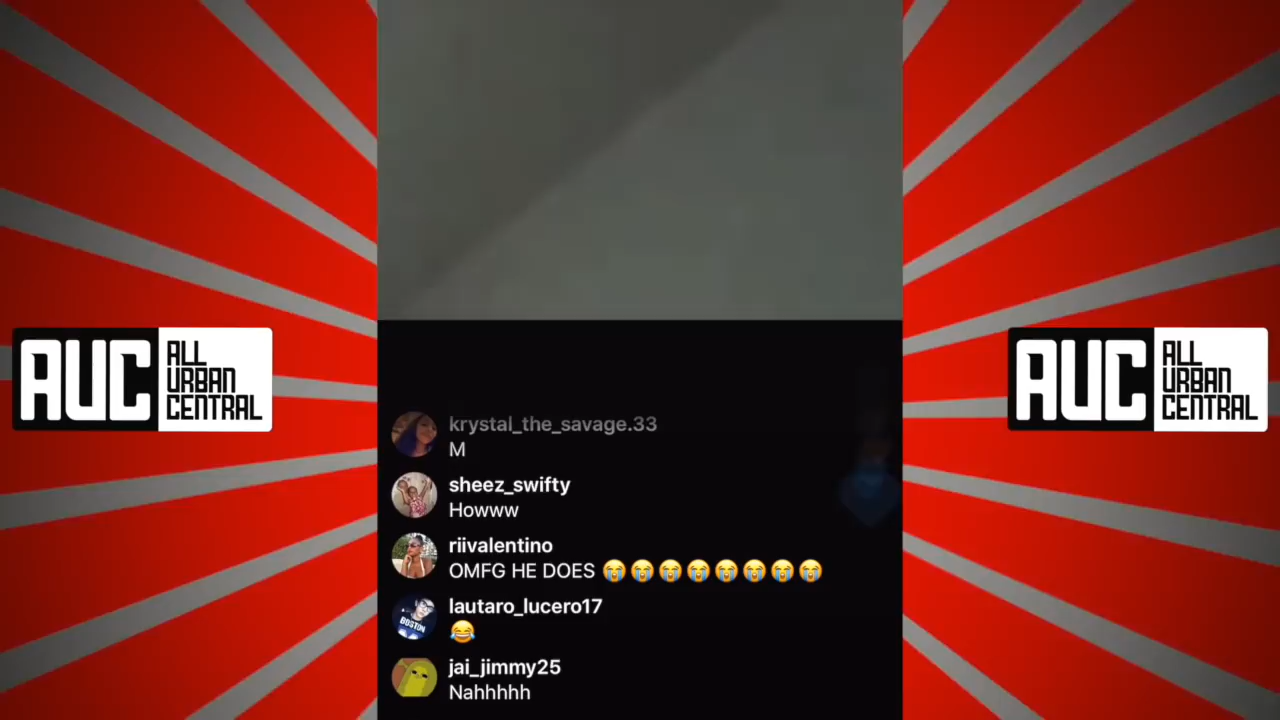 AUC
ALL
URBAN
CENTRAL
AUC
ALL
URBAN
CENTRAL
krystal_the_savage.33
M
sheez_swifty
Howww
riivalentino
OMFG HE DOES 😭😭😭😭😭😭😭😭
lautaro_lucero17
😂
BOSTON
jai_jimmy25
Nahhhhh